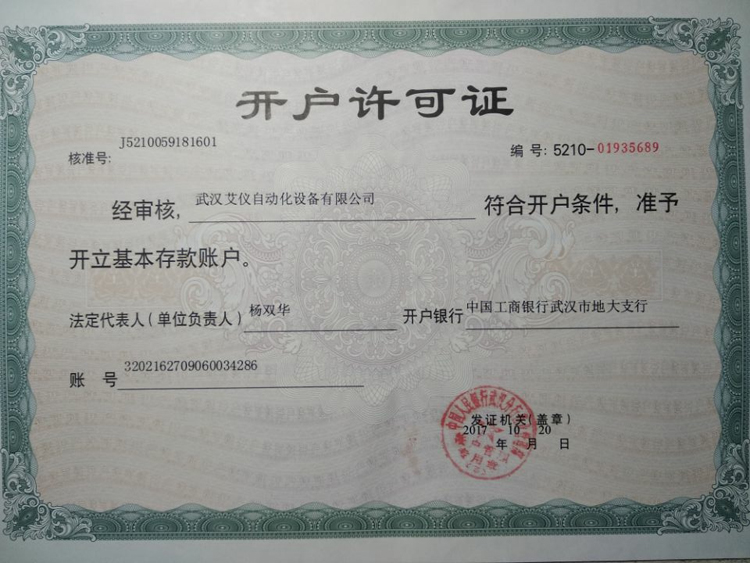 开户许可证
核准号: J5210059181601
编号: 5210-01935689
经审核, 武汉艾仪自动化设备有限公司 符合开户条件, 准予
开立基本存款账户。
法定代表人(单位负责人) 杨双华 开户银行 中国工商银行武汉市地大支行
账 号 3202162709060034286
发证机关(盖章)
2017 年 10 月 20 日